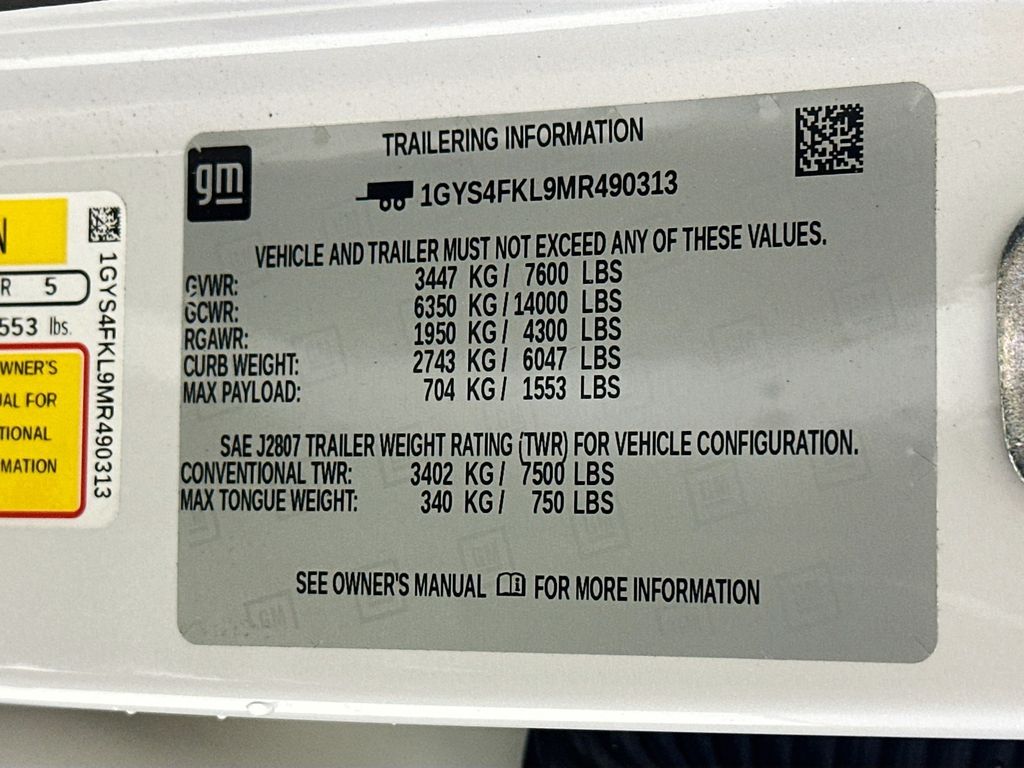 TRAILERING INFORMATION
gm
1GYS4FKL9MR490313
VEHICLE AND TRAILER MUST NOT EXCEED ANY OF THESE VALUES.
GVWR: 3447 KG / 7600 LBS
GCWR: 6350 KG / 14000 LBS
RGAWR: 1950 KG / 4300 LBS
CURB WEIGHT: 2743 KG / 6047 LBS
MAX PAYLOAD: 704 KG / 1553 LBS
SAE J2807 TRAILER WEIGHT RATING (TWR) FOR VEHICLE CONFIGURATION.
CONVENTIONAL TWR: 3402 KG / 7500 LBS
MAX TONGUE WEIGHT: 340 KG / 750 LBS
SEE OWNER'S MANUAL FOR MORE INFORMATION
N
R 5
553 lbs.
WNER'S
JAL FOR
TIONAL
MATION
1GYS4FKL9MR490313